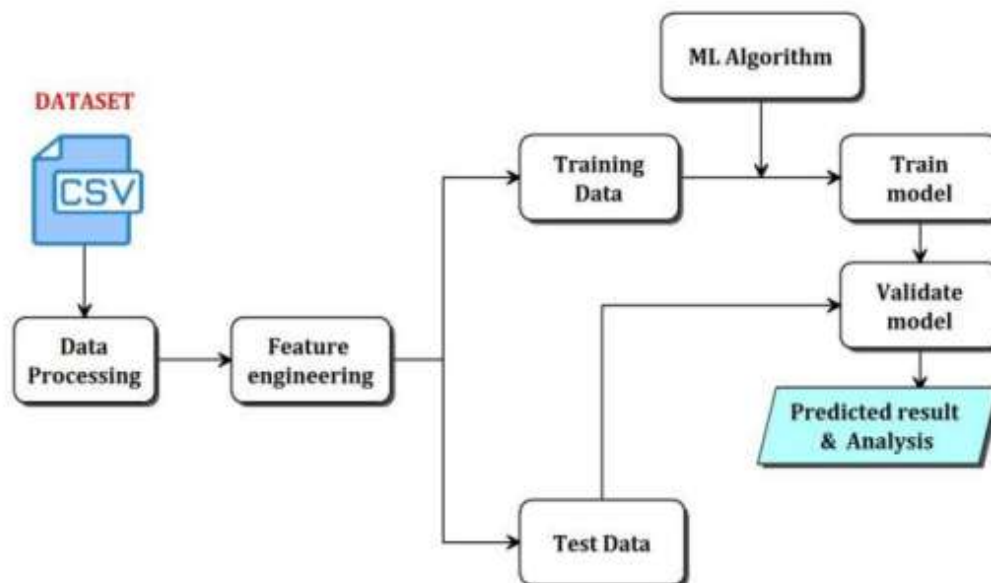 DATASET
CSV
Data
Processing
Feature
engineering
Training
Data
ML Algorithm
Train
model
Validate
model
Predicted result
& Analysis
Test Data